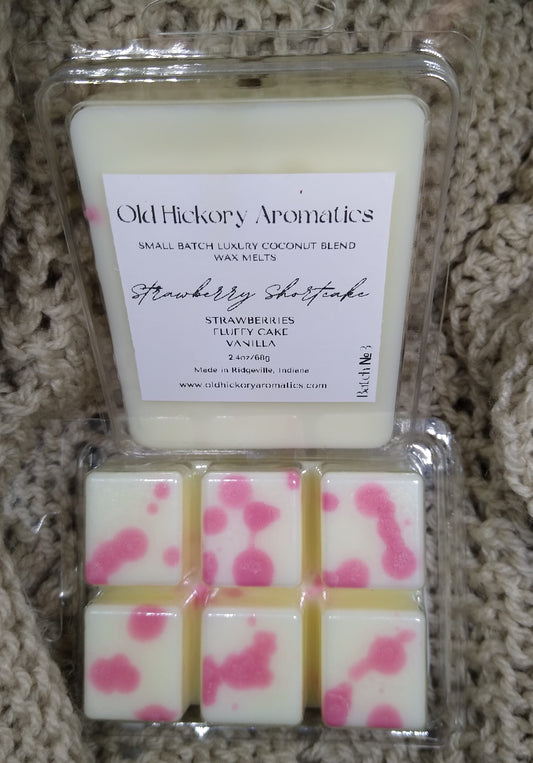 Old Hickory Aromatics
SMALL BATCH LUXURY COCONUT BLEND
WAX MELTS
Strawberry Shortcake
STRAWBERRIES
FLUFFY CAKE
VANILLA
2.4oz/68g
Made in Ridgeville, Indiana
www.oldhickoryaromatics.com
Batch № 3